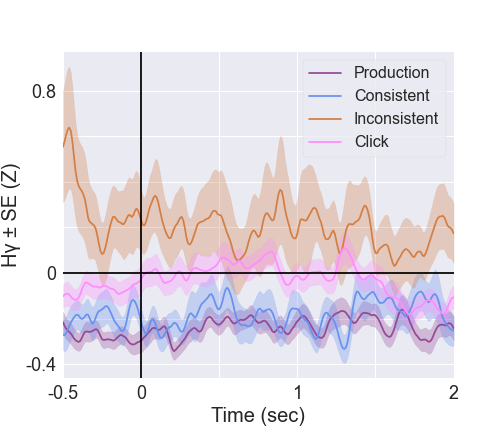 Production
Consistent
Inconsistent
Click
0.8
0
-0.4
-0.5
0
1
2
Time (sec)
Hγ ± SE (Z)